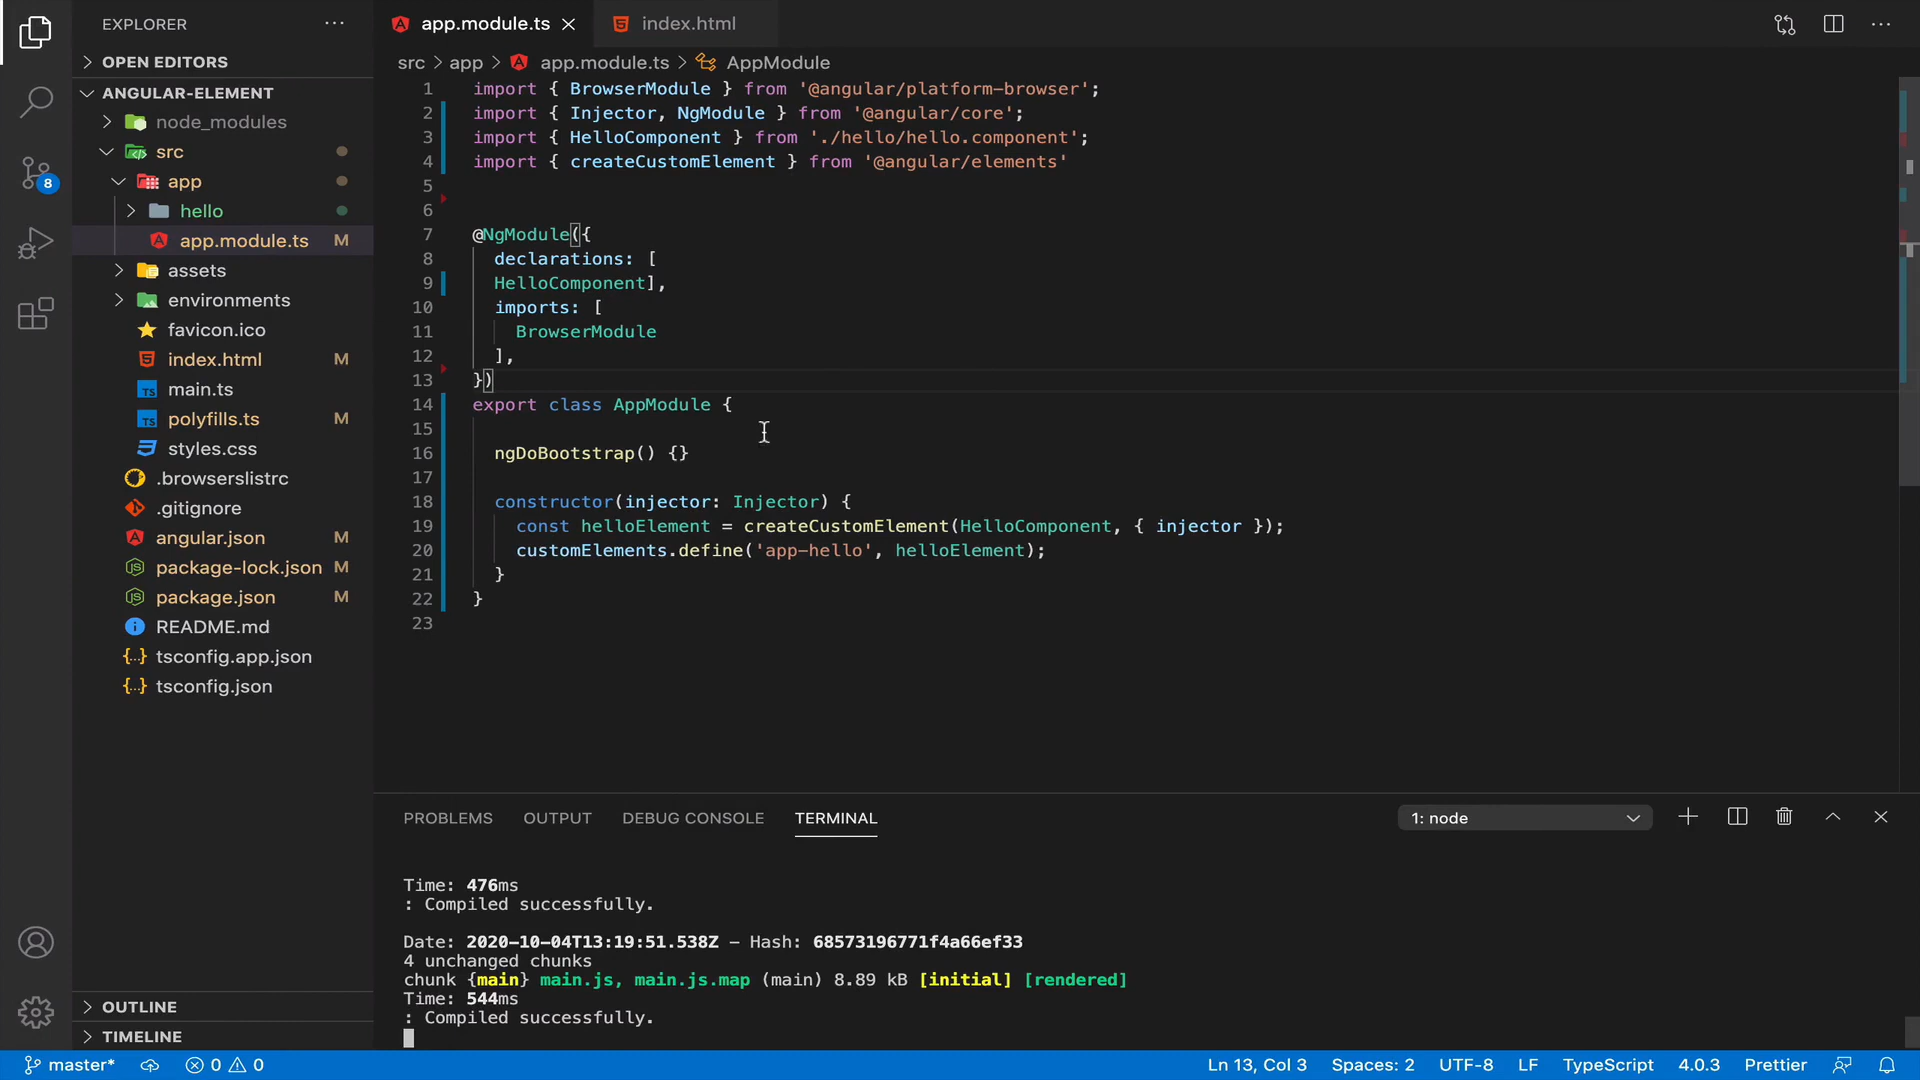 EXPLORER
OPEN EDITORS
ANGULAR-ELEMENT
node_modules
src
app
hello
app.module.ts M
assets
environments
favicon.ico
index.html M
main.ts
polyfills.ts M
styles.css
.browserslistrc
.gitignore
angular.json M
package-lock.json M
package.json M
README.md
tsconfig.app.json
tsconfig.json
OUTLINE
TIMELINE
8
app.module.ts index.html
src > app > app.module.ts > AppModule
1 import { BrowserModule } from '@angular/platform-browser';
2 import { Injector, NgModule } from '@angular/core';
3 import { HelloComponent } from './hello/hello.component';
4 import { createCustomElement } from '@angular/elements'
5
6
7 @NgModule({
8 declarations: [
9 HelloComponent],
10 imports: [
11 BrowserModule
12 ],
13 })
14 export class AppModule {
15
16 ngDoBootstrap() {}
17
18 constructor(injector: Injector) {
19 const helloElement = createCustomElement(HelloComponent, { injector });
20 customElements.define('app-hello', helloElement);
21 }
22 }
23
PROBLEMS OUTPUT DEBUG CONSOLE TERMINAL 1: node
Time: 476ms
: Compiled successfully.
Date: 2020-10-04T13:19:51.538Z – Hash: 68573196771f4a66ef33
4 unchanged chunks
chunk {main} main.js, main.js.map (main) 8.89 kB [initial] [rendered]
Time: 544ms
: Compiled successfully.
master* 0 0 Ln 13, Col 3 Spaces: 2 UTF-8 LF TypeScript 4.0.3 Prettier